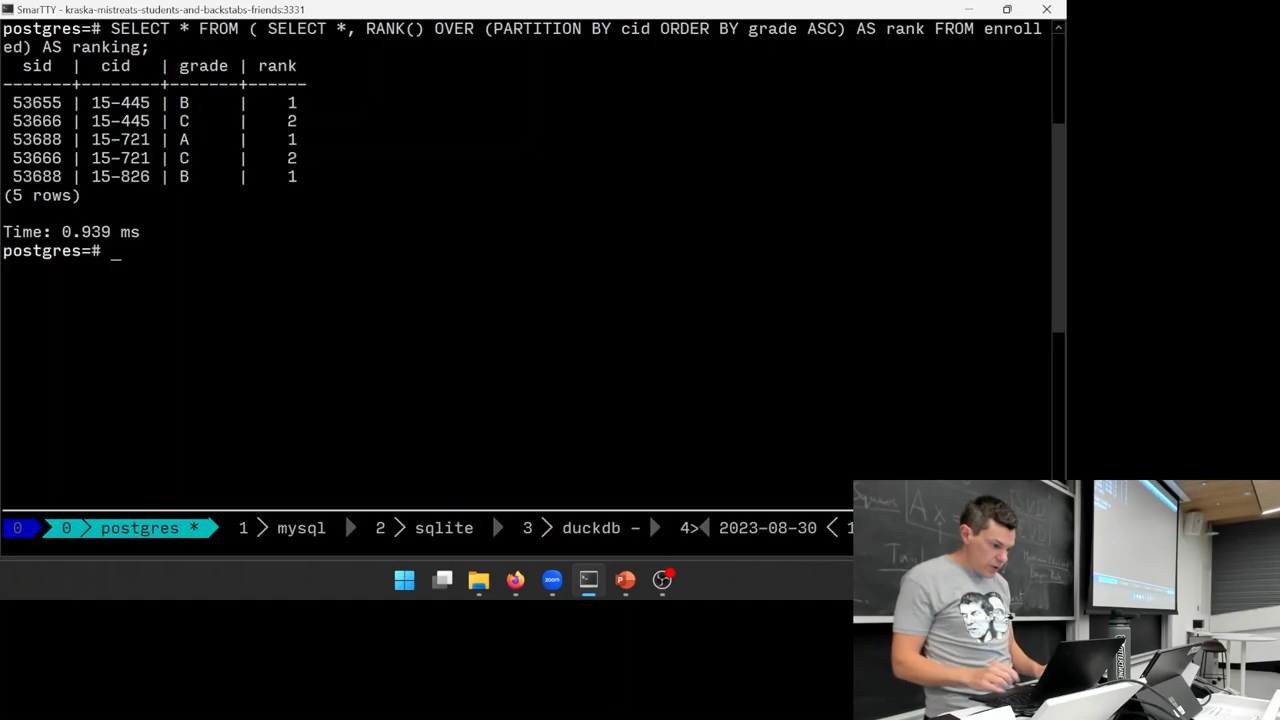 SmarTTY - kraska-mistreats-students-and-backstabs-friends:3331
postgres=# SELECT * FROM ( SELECT *, RANK() OVER (PARTITION BY cid ORDER BY grade ASC) AS rank FROM enroll
ed) AS ranking;
sid | cid | grade | rank
-------+--------+-------+------
53655 | 15-445 | B | 1
53666 | 15-445 | C | 2
53688 | 15-721 | A | 1
53666 | 15-721 | C | 2
53688 | 15-826 | B | 1
(5 rows)
Time: 0.939 ms
postgres=# _
0 0 postgres * 1 mysql 2 sqlite 3 duckdb - 4> 2023-08-30 1
zoom